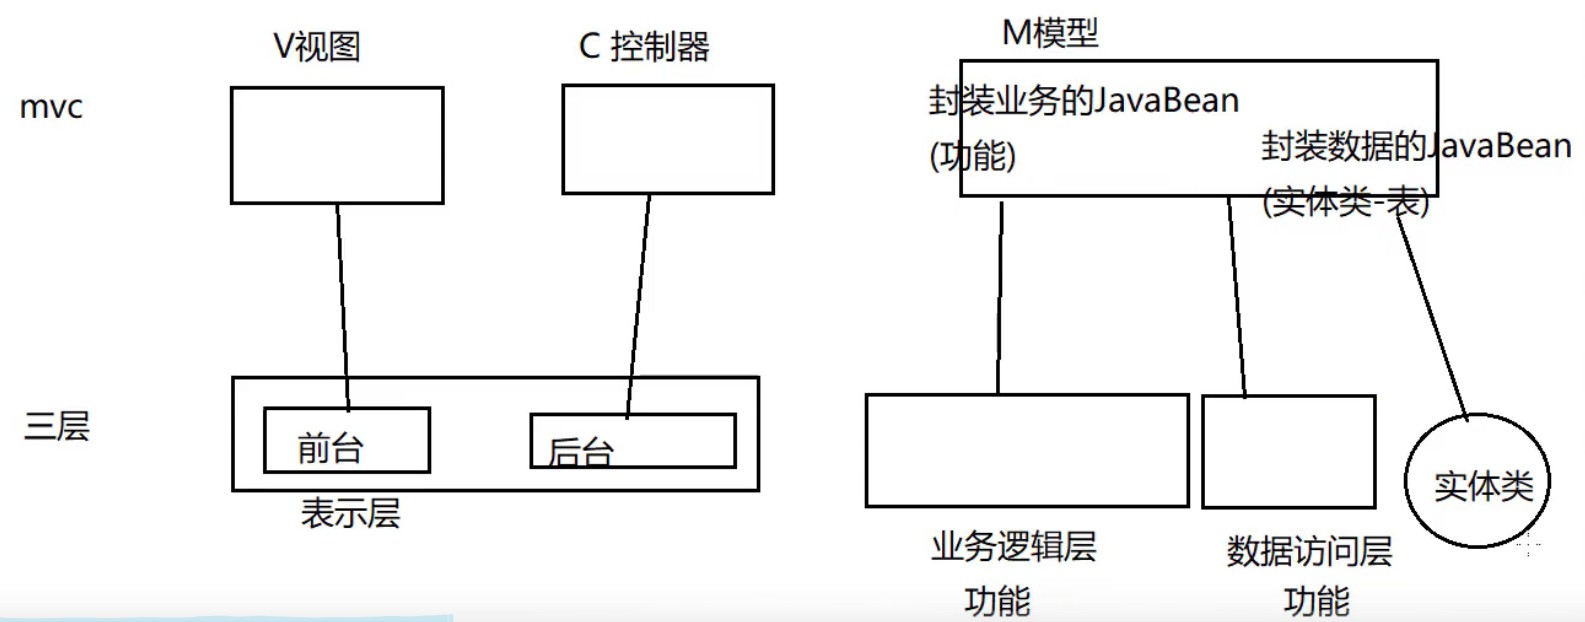 V视图
C 控制器
M模型
mvc
封装业务的JavaBean
(功能)
封装数据的JavaBean
(实体类-表)
三层
前台
后台
表示层
实体类
业务逻辑层
功能
数据访问层
功能